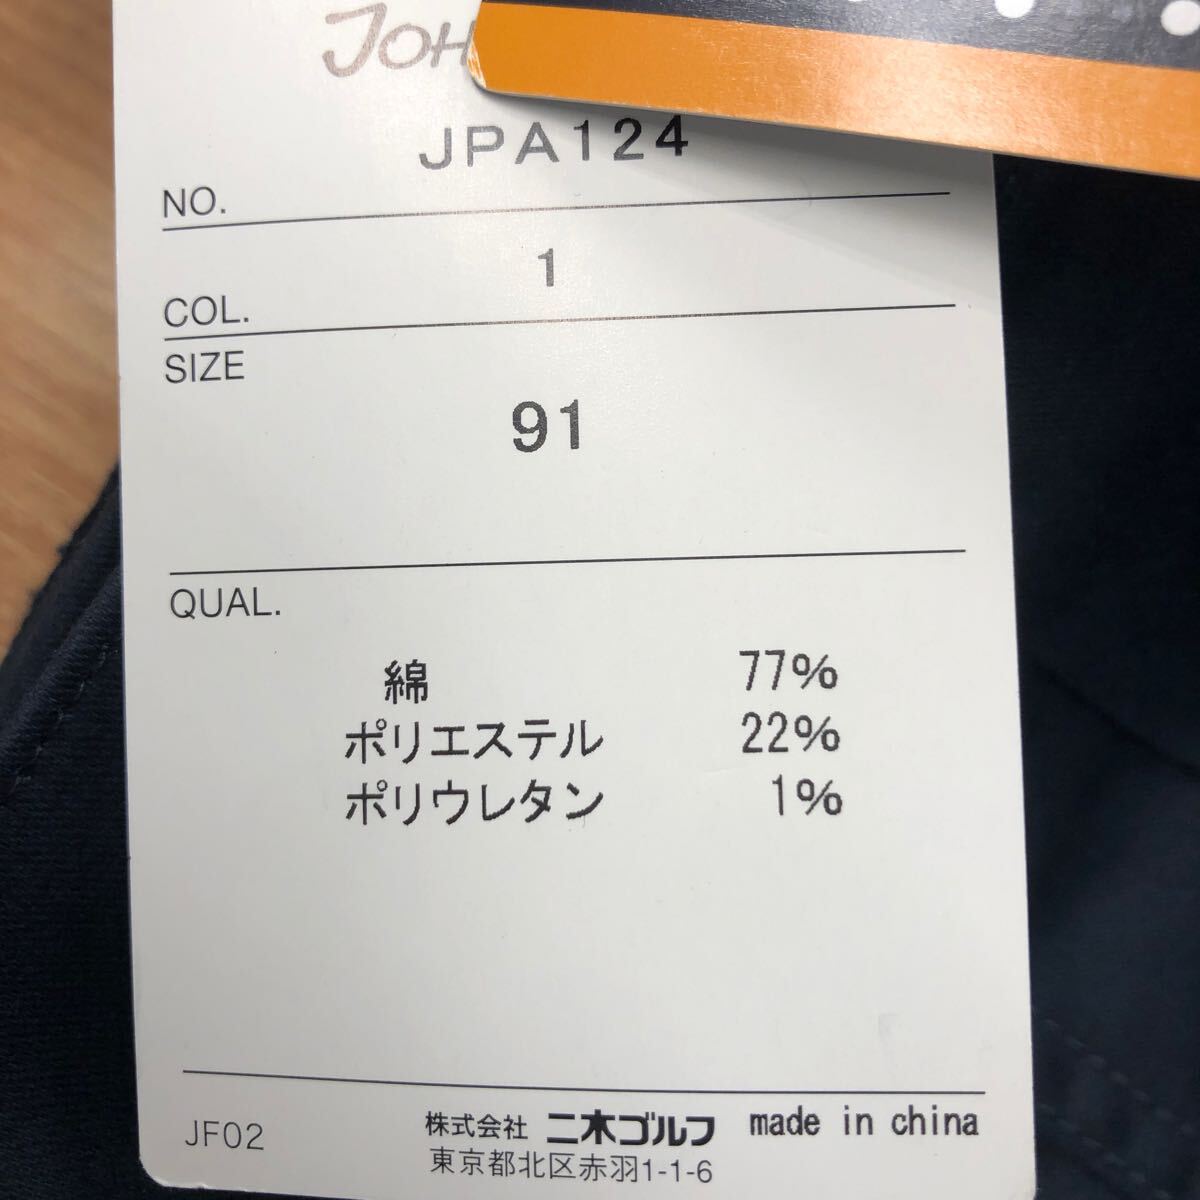 JPA124
NO.
1
COL.
SIZE
91
QUAL.
綿 77%
ポリエステル 22%
ポリウレタン 1%
JF02 株式会社 二木ゴルフ made in china
東京都北区赤羽1-1-6